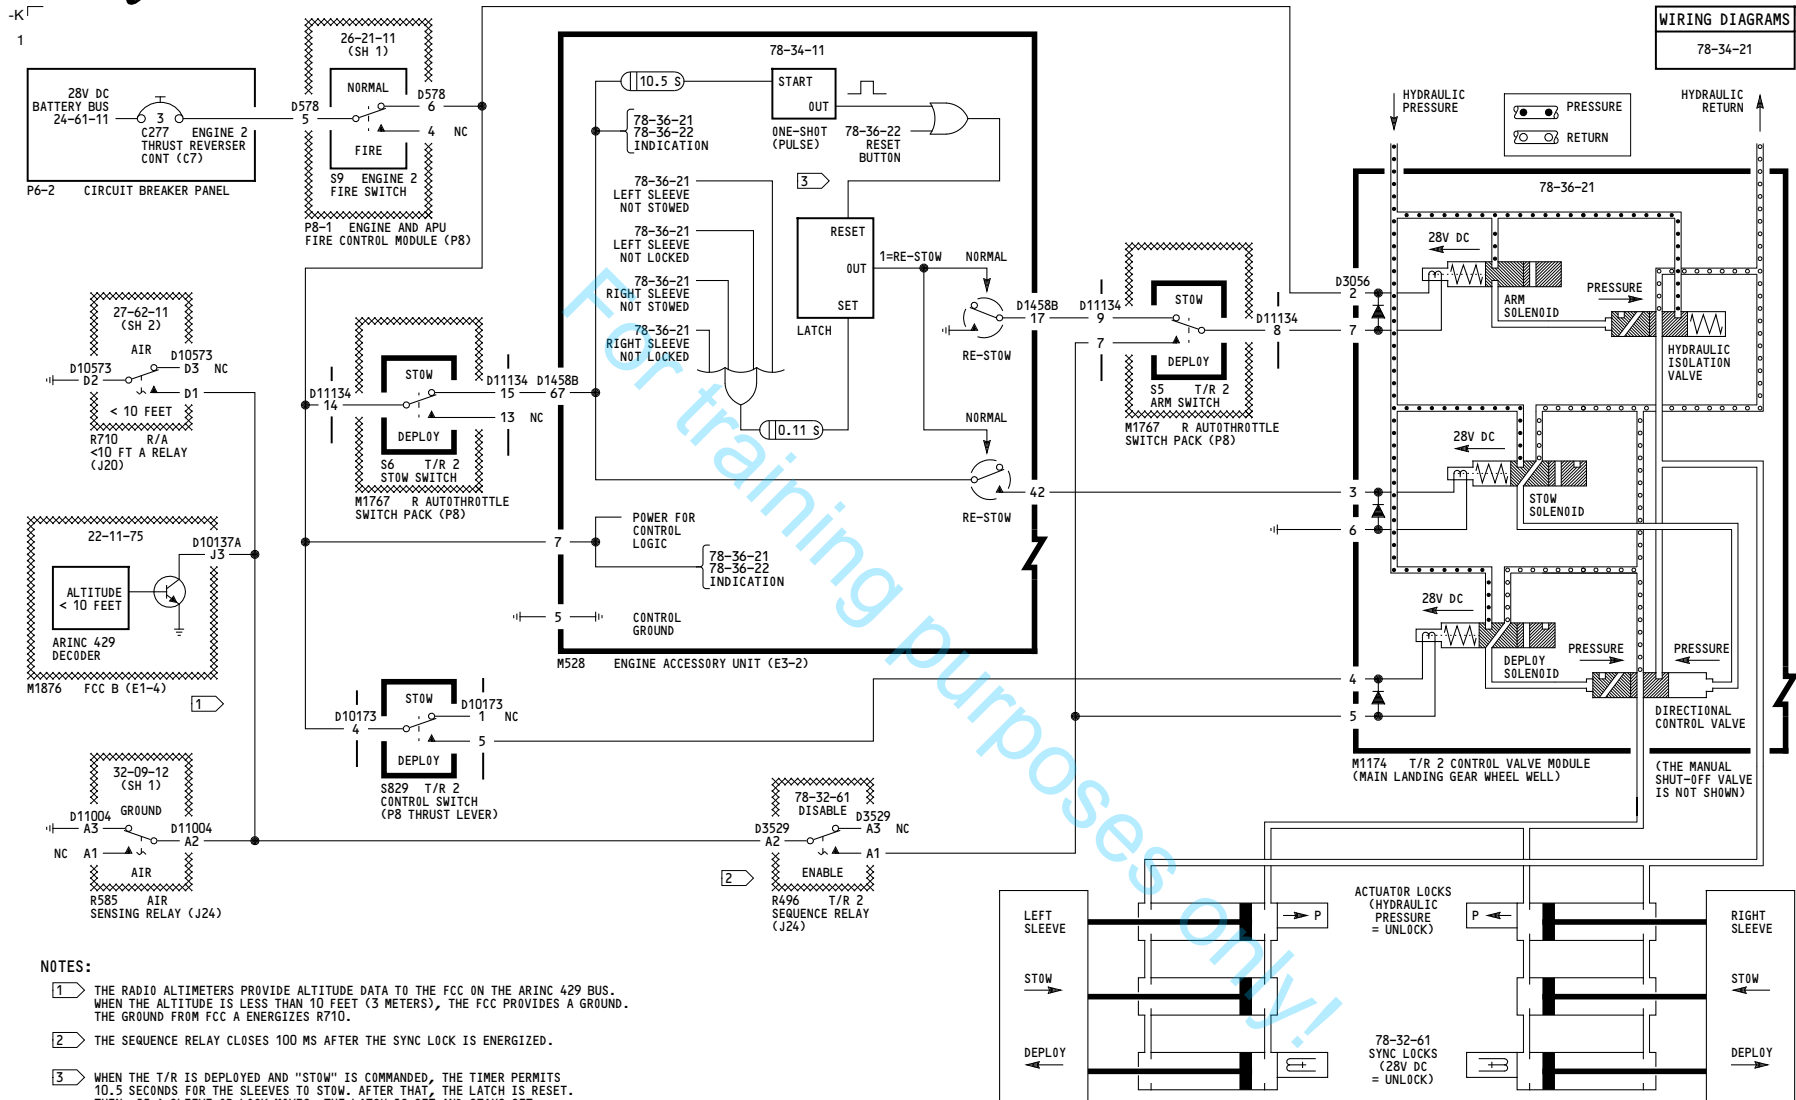 -K
1
WIRING DIAGRAMS
78-34-21
28V DC
BATTERY BUS
24-61-11
3
C277 ENGINE 2
THRUST REVERSER
CONT (C7)
P6-2 CIRCUIT BREAKER PANEL
D578
5
26-21-11
(SH 1)
NORMAL
FIRE
S9 ENGINE 2
FIRE SWITCH
D578
6
4 NC
P8-1 ENGINE AND APU
FIRE CONTROL MODULE (P8)
27-62-11
(SH 2)
AIR
D10573
D2
D10573
D3 NC
D1
< 10 FEET
R710 R/A
<10 FT A RELAY
(J20)
D11134
14
STOW
DEPLOY
S6 T/R 2
STOW SWITCH
D11134
15
13 NC
M1767 R AUTOTHROTTLE
SWITCH PACK (P8)
D1458B
67
22-11-75
D10137A
J3
ALTITUDE
< 10 FEET
ARINC 429
DECODER
M1876 FCC B (E1-4)
1
32-09-12
(SH 1)
GROUND
D11004
A3
D11004
A2
NC A1
AIR
R585 AIR
SENSING RELAY (J24)
D10173
4
STOW
DEPLOY
D10173
1 NC
5
S829 T/R 2
CONTROL SWITCH
(P8 THRUST LEVER)
78-34-11
10.5 S
START
OUT
ONE-SHOT
(PULSE)
78-36-21
78-36-22
INDICATION
78-36-22
RESET
BUTTON
78-36-21
LEFT SLEEVE
NOT STOWED
78-36-21
LEFT SLEEVE
NOT LOCKED
78-36-21
RIGHT SLEEVE
NOT STOWED
78-36-21
RIGHT SLEEVE
NOT LOCKED
3
RESET
OUT
SET
LATCH
1=RE-STOW
0.11 S
NORMAL
RE-STOW
NORMAL
RE-STOW
D1458B
17
42
7
POWER FOR
CONTROL
LOGIC
78-36-21
78-36-22
INDICATION
5
CONTROL
GROUND
M528 ENGINE ACCESSORY UNIT (E3-2)
D11134
9
7
STOW
DEPLOY
S5 T/R 2
ARM SWITCH
D11134
8
M1767 R AUTOTHROTTLE
SWITCH PACK (P8)
78-32-61
DISABLE
D3529
A2
D3529
A3 NC
A1
ENABLE
2
R496 T/R 2
SEQUENCE RELAY
(J24)
HYDRAULIC
PRESSURE
PRESSURE
RETURN
HYDRAULIC
RETURN
78-36-21
D3056
2
7
3
6
4
5
28V DC
ARM
SOLENOID
PRESSURE
HYDRAULIC
ISOLATION
VALVE
28V DC
STOW
SOLENOID
28V DC
DEPLOY
SOLENOID
PRESSURE
PRESSURE
DIRECTIONAL
CONTROL VALVE
M1174 T/R 2 CONTROL VALVE MODULE
(MAIN LANDING GEAR WHEEL WELL)
(THE MANUAL
SHUT-OFF VALVE
IS NOT SHOWN)
LEFT
SLEEVE
STOW
DEPLOY
P
ACTUATOR LOCKS
(HYDRAULIC
PRESSURE
= UNLOCK)
P
78-32-61
SYNC LOCKS
(28V DC
= UNLOCK)
RIGHT
SLEEVE
STOW
DEPLOY
NOTES:
1 THE RADIO ALTIMETERS PROVIDE ALTITUDE DATA TO THE FCC ON THE ARINC 429 BUS.
WHEN THE ALTITUDE IS LESS THAN 10 FEET (3 METERS), THE FCC PROVIDES A GROUND.
THE GROUND FROM FCC A ENERGIZES R710.
2 THE SEQUENCE RELAY CLOSES 100 MS AFTER THE SYNC LOCK IS ENERGIZED.
3 WHEN THE T/R IS DEPLOYED AND "STOW" IS COMMANDED, THE TIMER PERMITS
10.5 SECONDS FOR THE SLEEVES TO STOW. AFTER THAT, THE LATCH IS RESET.
For training purposes only!